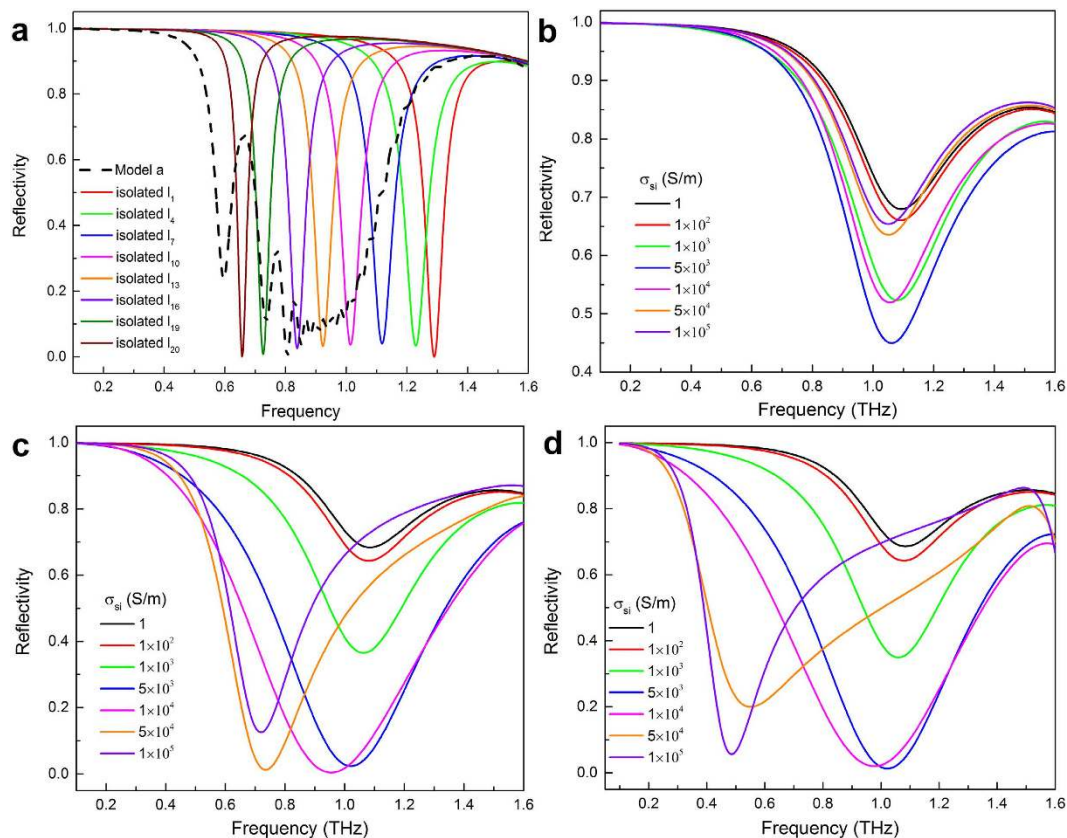 a
1.0
0.8
0.6
0.4
0.2
0.0
Reflectivity
Model a
isolated l1
isolated l4
isolated l7
isolated l10
isolated l13
isolated l16
isolated l19
isolated l20
0.2 0.4 0.6 0.8 1.0 1.2 1.4 1.6
Frequency
b
1.0
0.9
0.8
0.7
0.6
0.5
0.4
Reflectivity
σsi (S/m)
1
1×10²
1×10³
5×10³
1×10⁴
5×10⁴
1×10⁵
0.2 0.4 0.6 0.8 1.0 1.2 1.4 1.6
Frequency (THz)
c
1.0
0.8
0.6
0.4
0.2
0.0
Reflectivity
σsi (S/m)
1
1×10²
1×10³
5×10³
1×10⁴
5×10⁴
1×10⁵
0.2 0.4 0.6 0.8 1.0 1.2 1.4 1.6
Frequency (THz)
d
1.0
0.8
0.6
0.4
0.2
0.0
Reflectivity
σsi (S/m)
1
1×10²
1×10³
5×10³
1×10⁴
5×10⁴
1×10⁵
0.2 0.4 0.6 0.8 1.0 1.2 1.4 1.6
Frequency (THz)